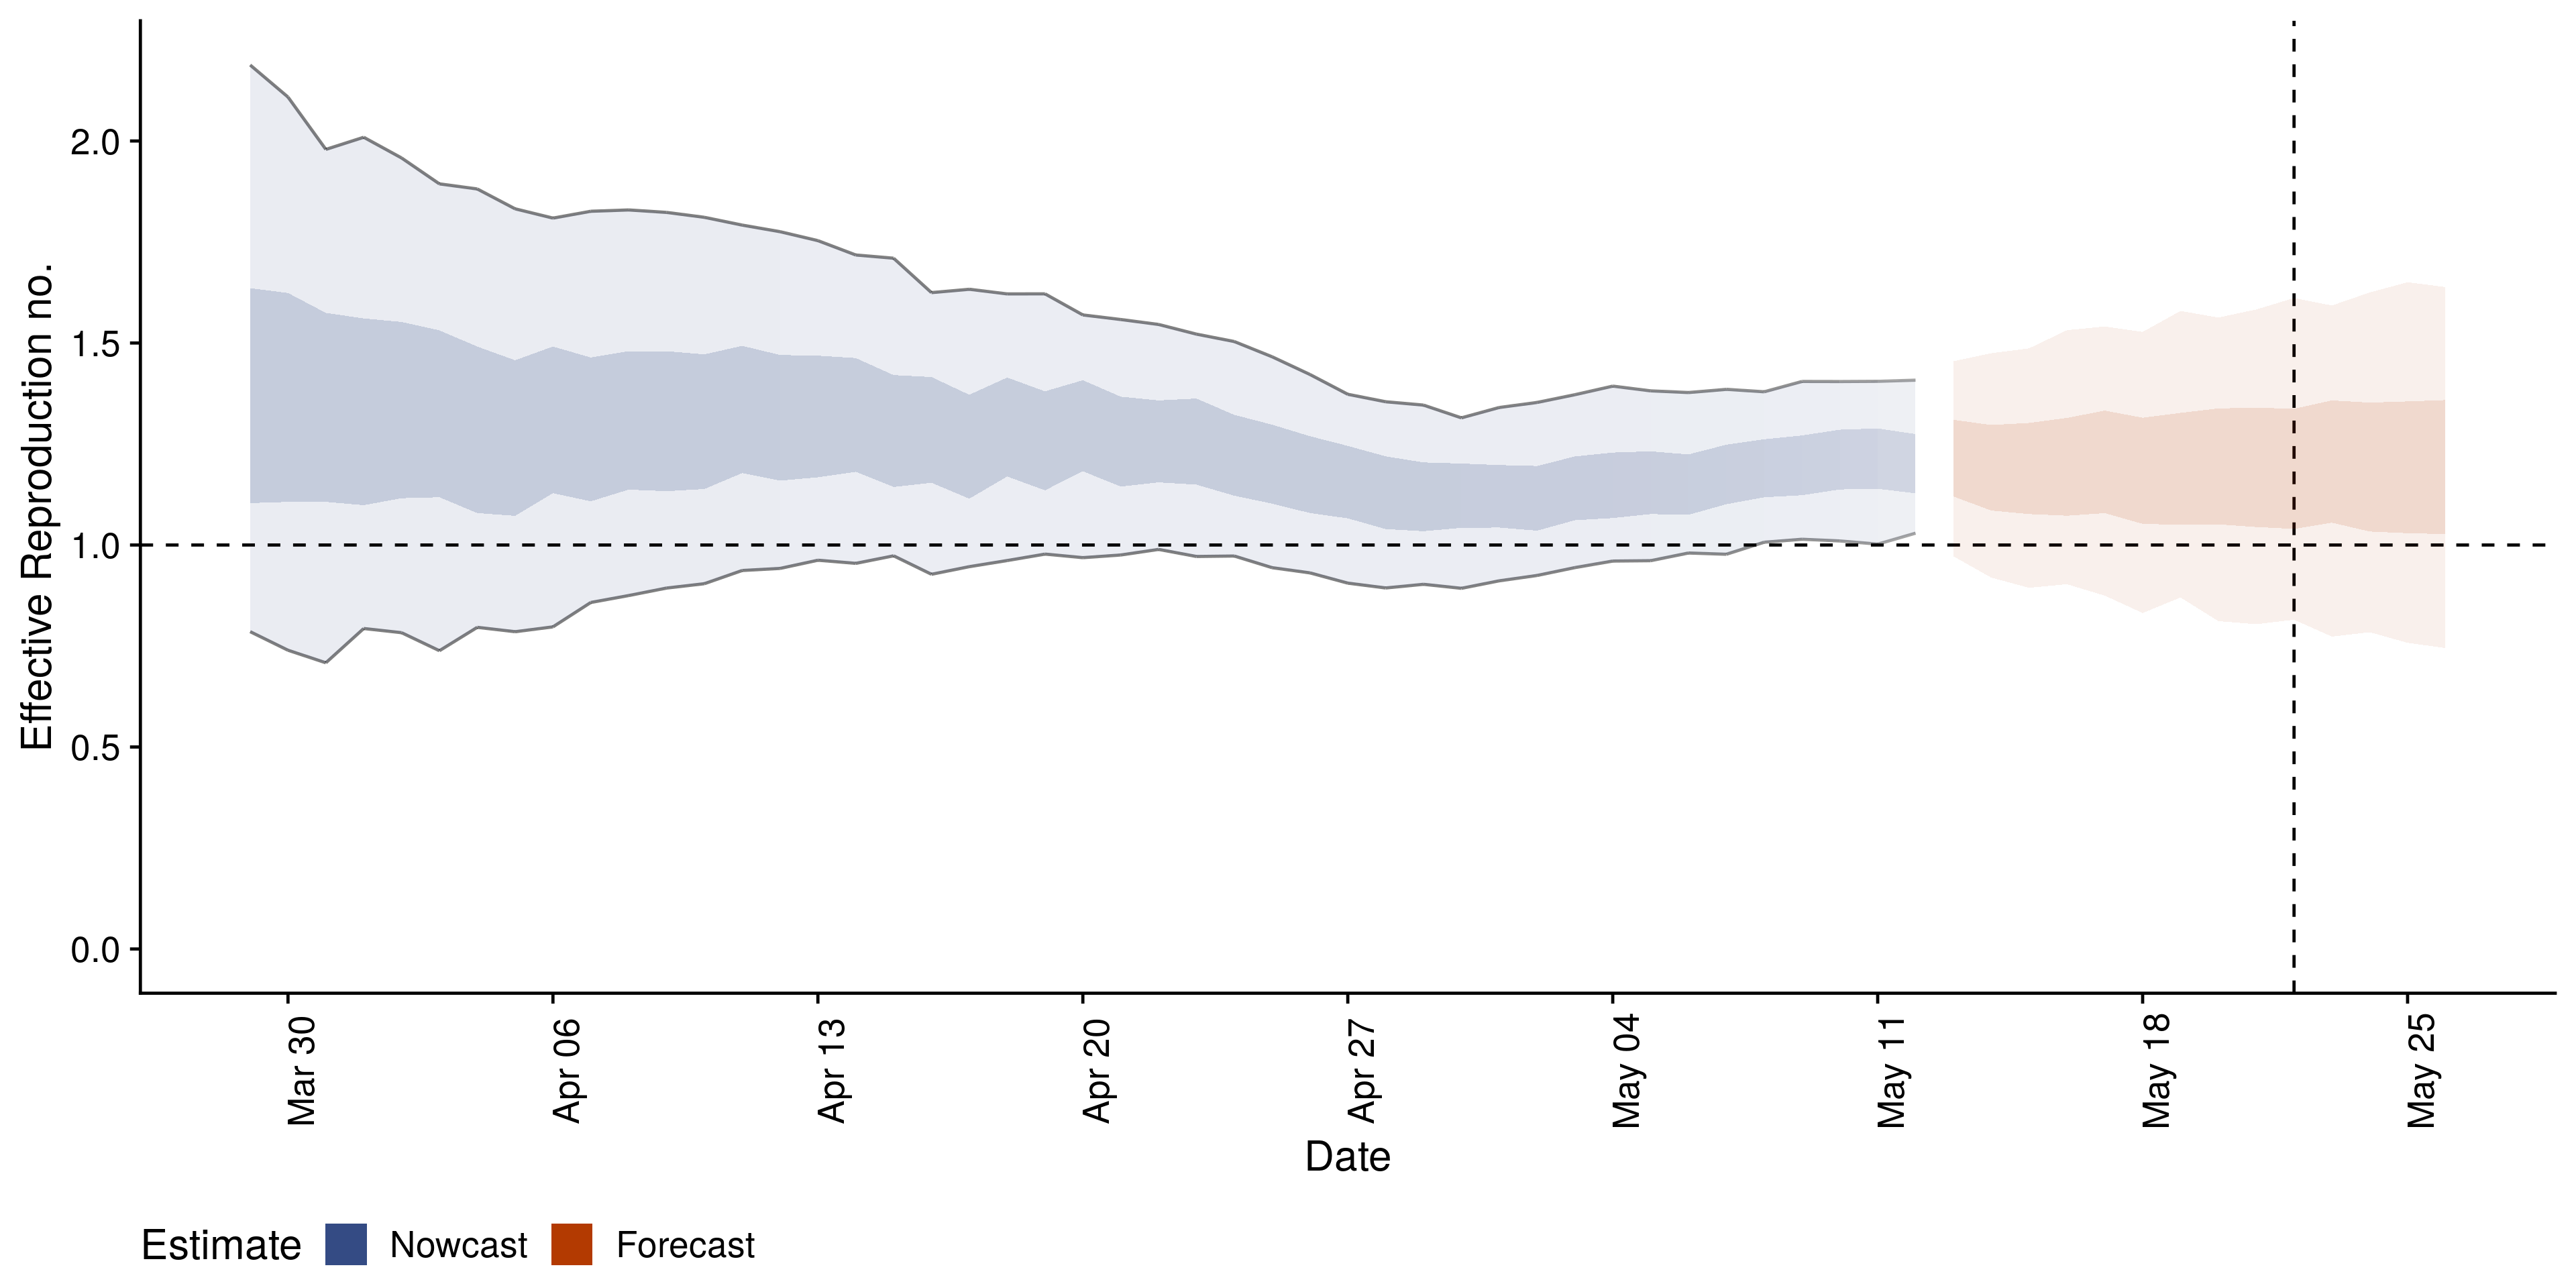 Effective Reproduction no.
2.0
1.5
1.0
0.5
0.0
Mar 30
Apr 06
Apr 13
Apr 20
Apr 27
May 04
May 11
May 18
May 25
Date
Estimate Nowcast Forecast